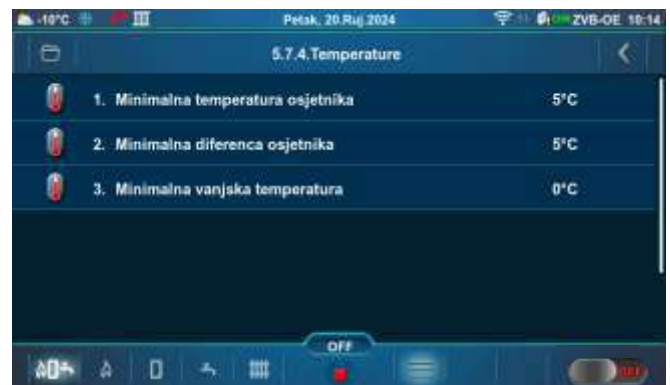 -10°C Petak, 20.Ruj.2024 ZVB-OE 10:14
5.7.4.Temperature
1. Minimalna temperatura osjetnika 5°C
2. Minimalna diferenca osjetnika 5°C
3. Minimalna vanjska temperatura 0°C
OFF
OFF